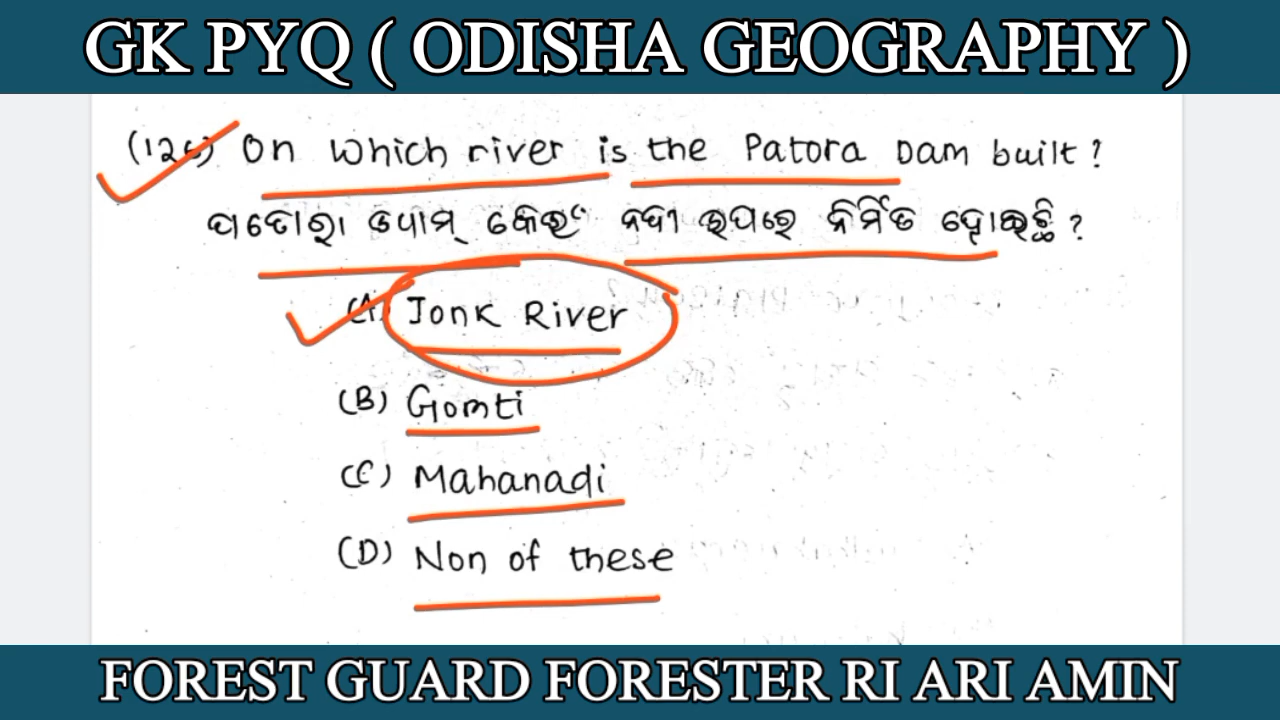 GK PYQ ( ODISHA GEOGRAPHY )
On which river is the Patora Dam built?
ପତୋରା ଡ୍ୟାମ୍ କେଉଁ ନଦୀ ଉପରେ ନିର୍ମିତ ହୋଇଛି ?
(A) Jonk River
(B) Gomti
(C) Mahanadi
(D) Non of these
FOREST GUARD FORESTER RI ARI AMIN